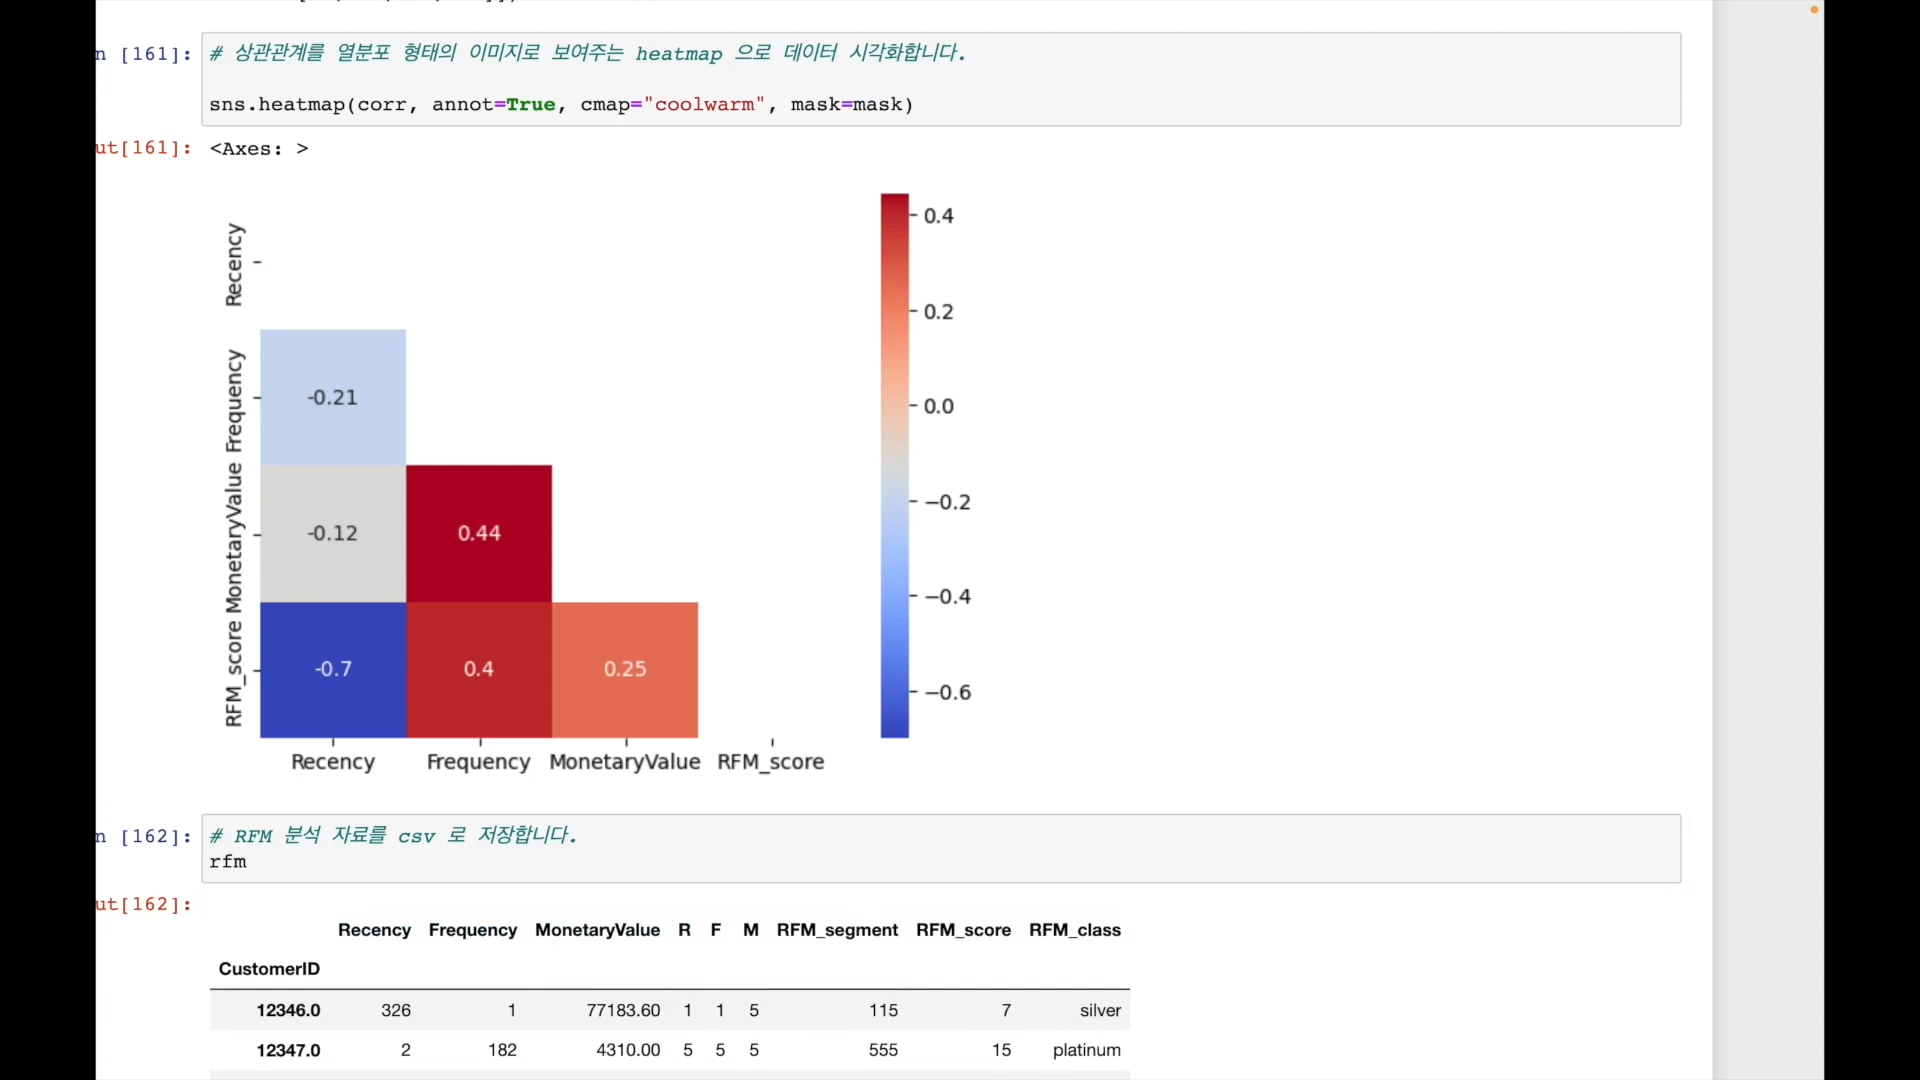 n [161]:
# 상관관계를 열분포 형태의 이미지로 보여주는 heatmap 으로 데이터 시각화합니다.
sns.heatmap(corr, annot=True, cmap="coolwarm", mask=mask)
ut[161]: <Axes: >
Recency
Frequency
MonetaryValue
RFM_score
-0.21
-0.12 0.44
-0.7 0.4 0.25
Recency Frequency MonetaryValue RFM_score
0.4
0.2
0.0
−0.2
−0.4
−0.6
n [162]:
# RFM 분석 자료를 csv 로 저장합니다.
rfm
ut[162]:
Recency Frequency MonetaryValue R F M RFM_segment RFM_score RFM_class
CustomerID
12346.0 326 1 77183.60 1 1 5 115 7 silver
12347.0 2 182 4310.00 5 5 5 555 15 platinum